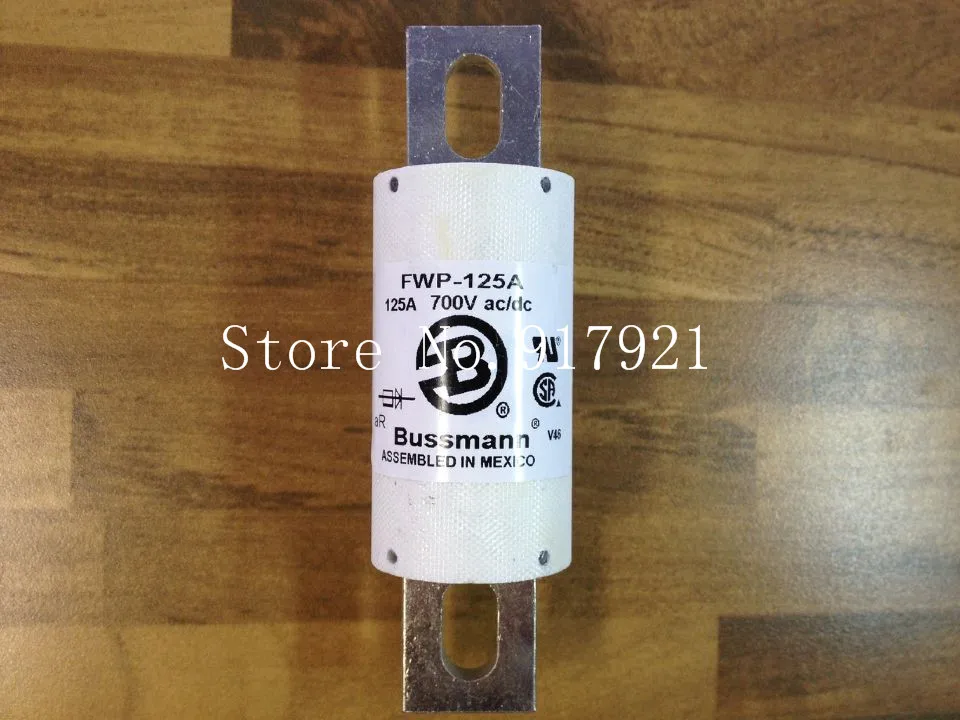 FWP-125A
125A 700V ac/dc
Store No. 917921
B
®
aR
Bussmann ®
V46
ASSEMBLED IN MEXICO